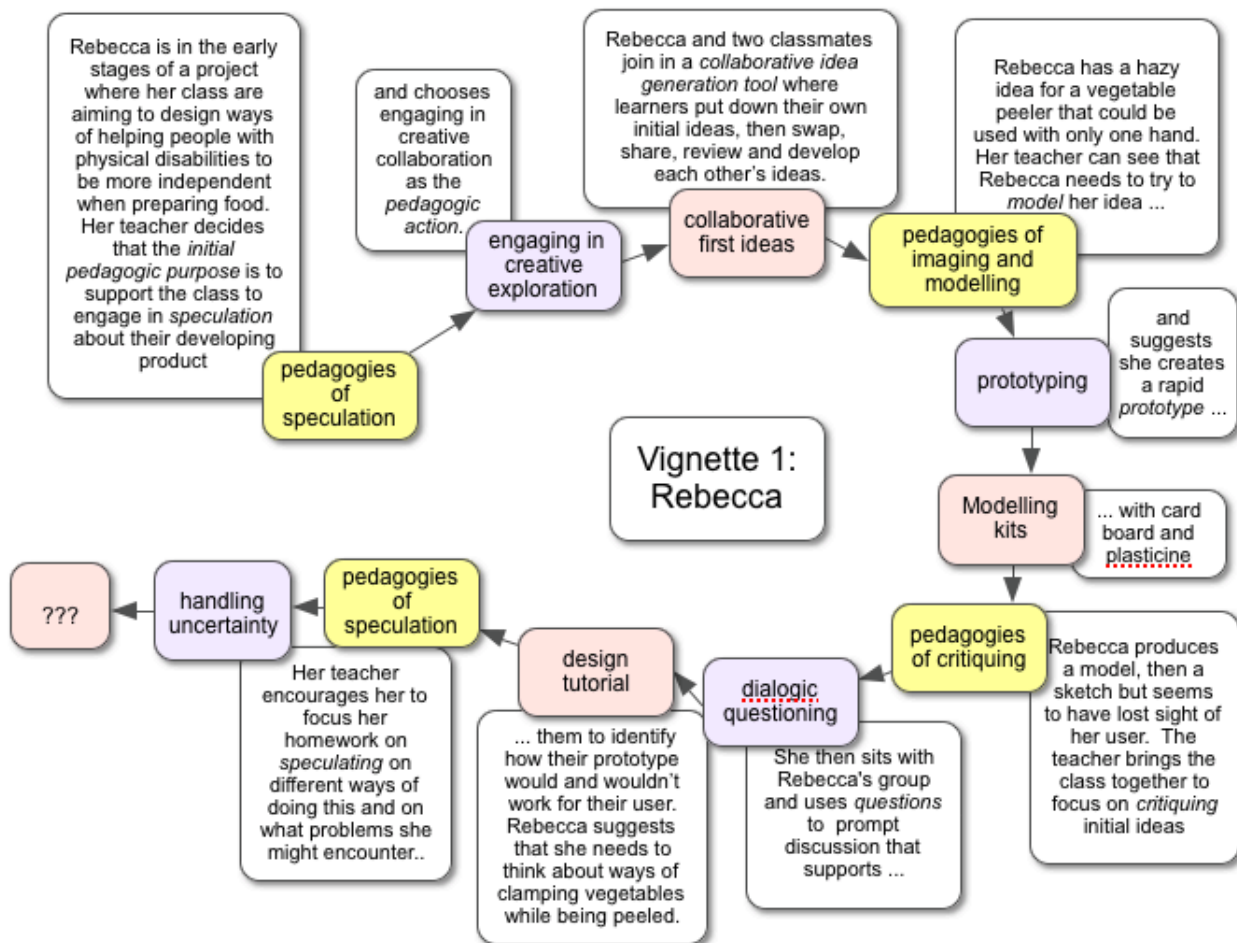 Rebecca is in the early
stages of a project
where her class are
aiming to design ways
of helping people with
physical disabilities to
be more independent
when preparing food.
Her teacher decides
that the initial
pedagogic purpose is to
support the class to
engage in speculation
about their developing
product
pedagogies
of
speculation
and chooses
engaging in
creative
collaboration
as the
pedagogic
action.
engaging in
creative
exploration
Rebecca and two classmates
join in a collaborative idea
generation tool where
learners put down their own
initial ideas, then swap,
share, review and develop
each other's ideas.
collaborative
first ideas
Rebecca has a hazy
idea for a vegetable
peeler that could be
used with only one hand.
Her teacher can see that
Rebecca needs to try to
model her idea ...
pedagogies of
imaging and
modelling
and
suggests
she creates
a rapid
prototype ...
prototyping
Vignette 1:
Rebecca
Modelling
kits
... with card
board and
plasticine
pedagogies
of critiquing
Rebecca produces
a model, then a
sketch but seems
to have lost sight of
her user. The
teacher brings the
class together to
focus on critiquing
initial ideas
dialogic
questioning
She then sits with
Rebecca's group
and uses questions
to prompt
discussion that
supports ...
design
tutorial
... them to identify
how their prototype
would and wouldn't
work for their user.
Rebecca suggests
that she needs to
think about ways of
clamping vegetables
while being peeled.
pedagogies
of
speculation
handling
uncertainty
Her teacher
encourages her to
focus her
homework on
speculating on
different ways of
doing this and on
what problems she
might encounter..
???